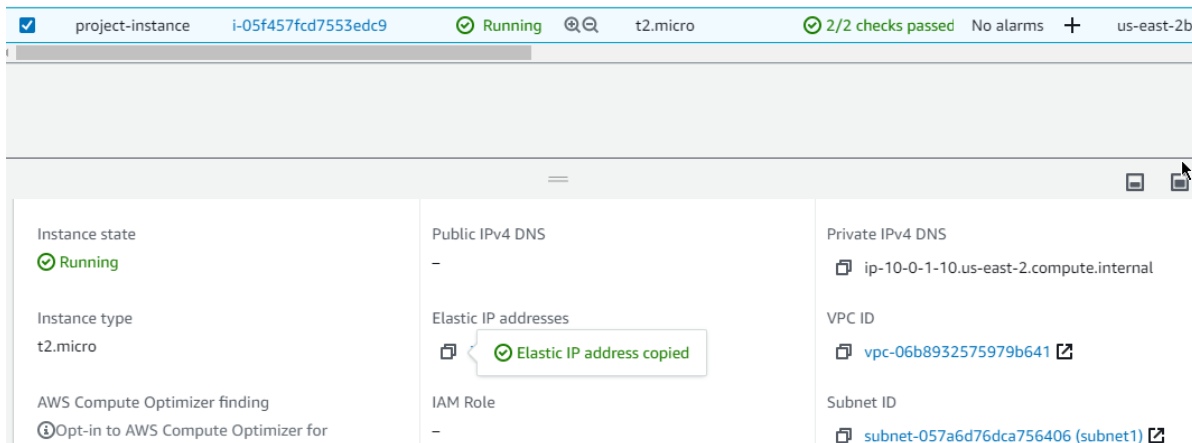 project-instance i-05f457fcd7553edc9 Running t2.micro 2/2 checks passed No alarms + us-east-2b
Instance state
Running
Instance type
t2.micro
AWS Compute Optimizer finding
Opt-in to AWS Compute Optimizer for
Public IPv4 DNS
–
Elastic IP addresses
Elastic IP address copied
IAM Role
–
Private IPv4 DNS
ip-10-0-1-10.us-east-2.compute.internal
VPC ID
vpc-06b8932575979b641
Subnet ID
subnet-057a6d76dca756406 (subnet1)